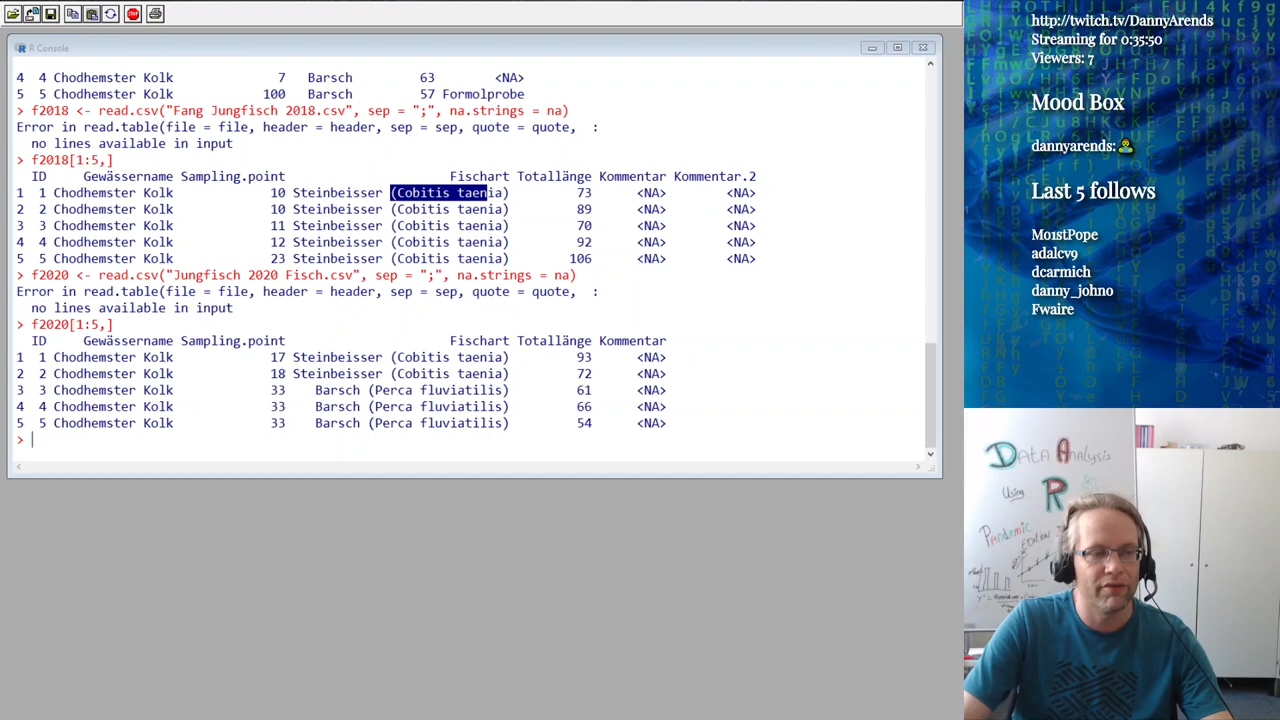 R Console
4 4 Chodhemster Kolk 7 Barsch 63 <NA>
5 5 Chodhemster Kolk 100 Barsch 57 Formolprobe
> f2018 <- read.csv("Fang Jungfisch 2018.csv", sep = ";", na.strings = na)
Error in read.table(file = file, header = header, sep = sep, quote = quote, :
no lines available in input
> f2018[1:5,]
ID Gewässername Sampling.point Fischart Totallänge Kommentar Kommentar.2
1 1 Chodhemster Kolk 10 Steinbeisser (Cobitis taenia) 73 <NA> <NA>
2 2 Chodhemster Kolk 10 Steinbeisser (Cobitis taenia) 89 <NA> <NA>
3 3 Chodhemster Kolk 11 Steinbeisser (Cobitis taenia) 70 <NA> <NA>
4 4 Chodhemster Kolk 12 Steinbeisser (Cobitis taenia) 92 <NA> <NA>
5 5 Chodhemster Kolk 23 Steinbeisser (Cobitis taenia) 106 <NA> <NA>
> f2020 <- read.csv("Jungfisch 2020 Fisch.csv", sep = ";", na.strings = na)
Error in read.table(file = file, header = header, sep = sep, quote = quote, :
no lines available in input
> f2020[1:5,]
ID Gewässername Sampling.point Fischart Totallänge Kommentar
1 1 Chodhemster Kolk 17 Steinbeisser (Cobitis taenia) 93 <NA>
2 2 Chodhemster Kolk 18 Steinbeisser (Cobitis taenia) 72 <NA>
3 3 Chodhemster Kolk 33 Barsch (Perca fluviatilis) 61 <NA>
4 4 Chodhemster Kolk 33 Barsch (Perca fluviatilis) 66 <NA>
5 5 Chodhemster Kolk 33 Barsch (Perca fluviatilis) 54 <NA>
>
http://twitch.tv/DannyArends
Streaming for 0:35:50
Viewers: 7
Mood Box
dannyarends:
Last 5 follows
Mo1stPope
adalcv9
dcarmich
danny_johno
Fwaire
Data Analysis
Using R
Pandemic
EDITION